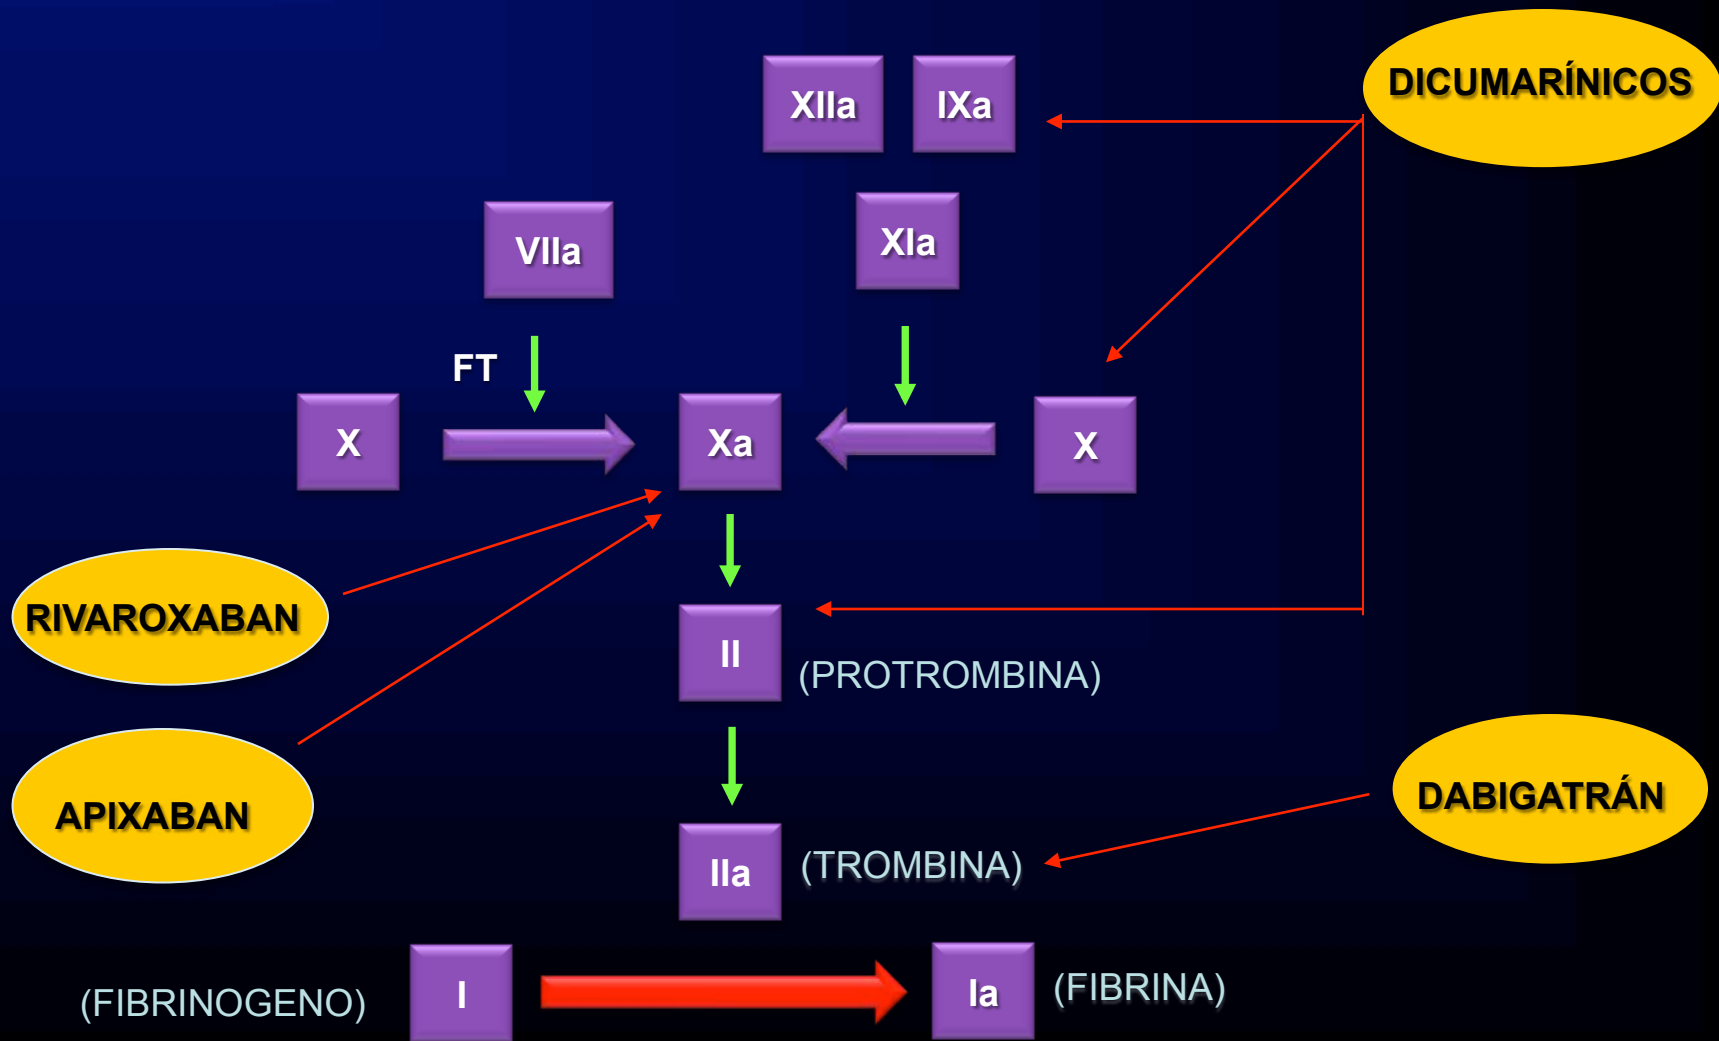 DICUMARÍNICOS
XIIa
IXa
VIIa
XIa
FT
X
Xa
X
RIVAROXABAN
II
(PROTROMBINA)
APIXABAN
DABIGATRÁN
IIa
(TROMBINA)
(FIBRINOGENO)
I
Ia
(FIBRINA)